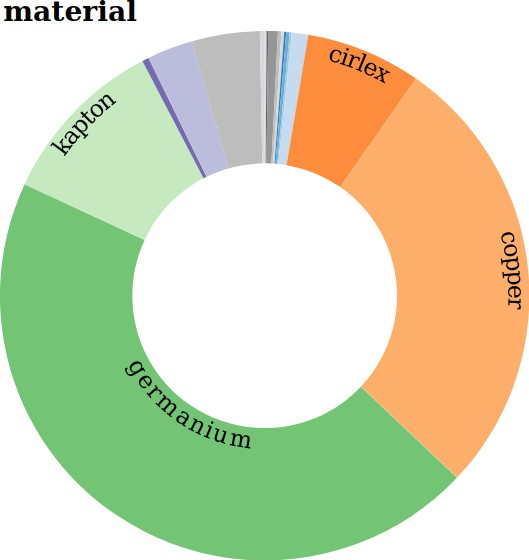 material
cirlex
kapton
copper
germanium